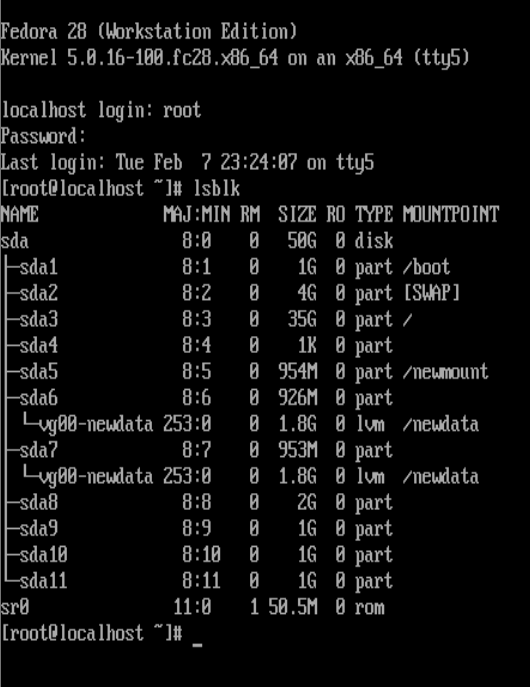 Fedora 28 (Workstation Edition)
Kernel 5.0.16-100.fc28.x86_64 on an x86_64 (tty5)

localhost login: root
Password:
Last login: Tue Feb  7 23:24:07 on tty5
[root@localhost ~]# lsblk
NAME             MAJ:MIN RM  SIZE RO TYPE MOUNTPOINT
sda                8:0    0   50G  0 disk
├─sda1             8:1    0    1G  0 part /boot
├─sda2             8:2    0    4G  0 part [SWAP]
├─sda3             8:3    0   35G  0 part /
├─sda4             8:4    0    1K  0 part
├─sda5             8:5    0  954M  0 part /newmount
├─sda6             8:6    0  926M  0 part
│ └─vg00-newdata 253:0    0  1.8G  0 lvm  /newdata
├─sda7             8:7    0  953M  0 part
│ └─vg00-newdata 253:0    0  1.8G  0 lvm  /newdata
├─sda8             8:8    0    2G  0 part
├─sda9             8:9    0    1G  0 part
├─sda10            8:10   0    1G  0 part
└─sda11            8:11   0    1G  0 part
sr0               11:0    1 50.5M  0 rom
[root@localhost ~]# _